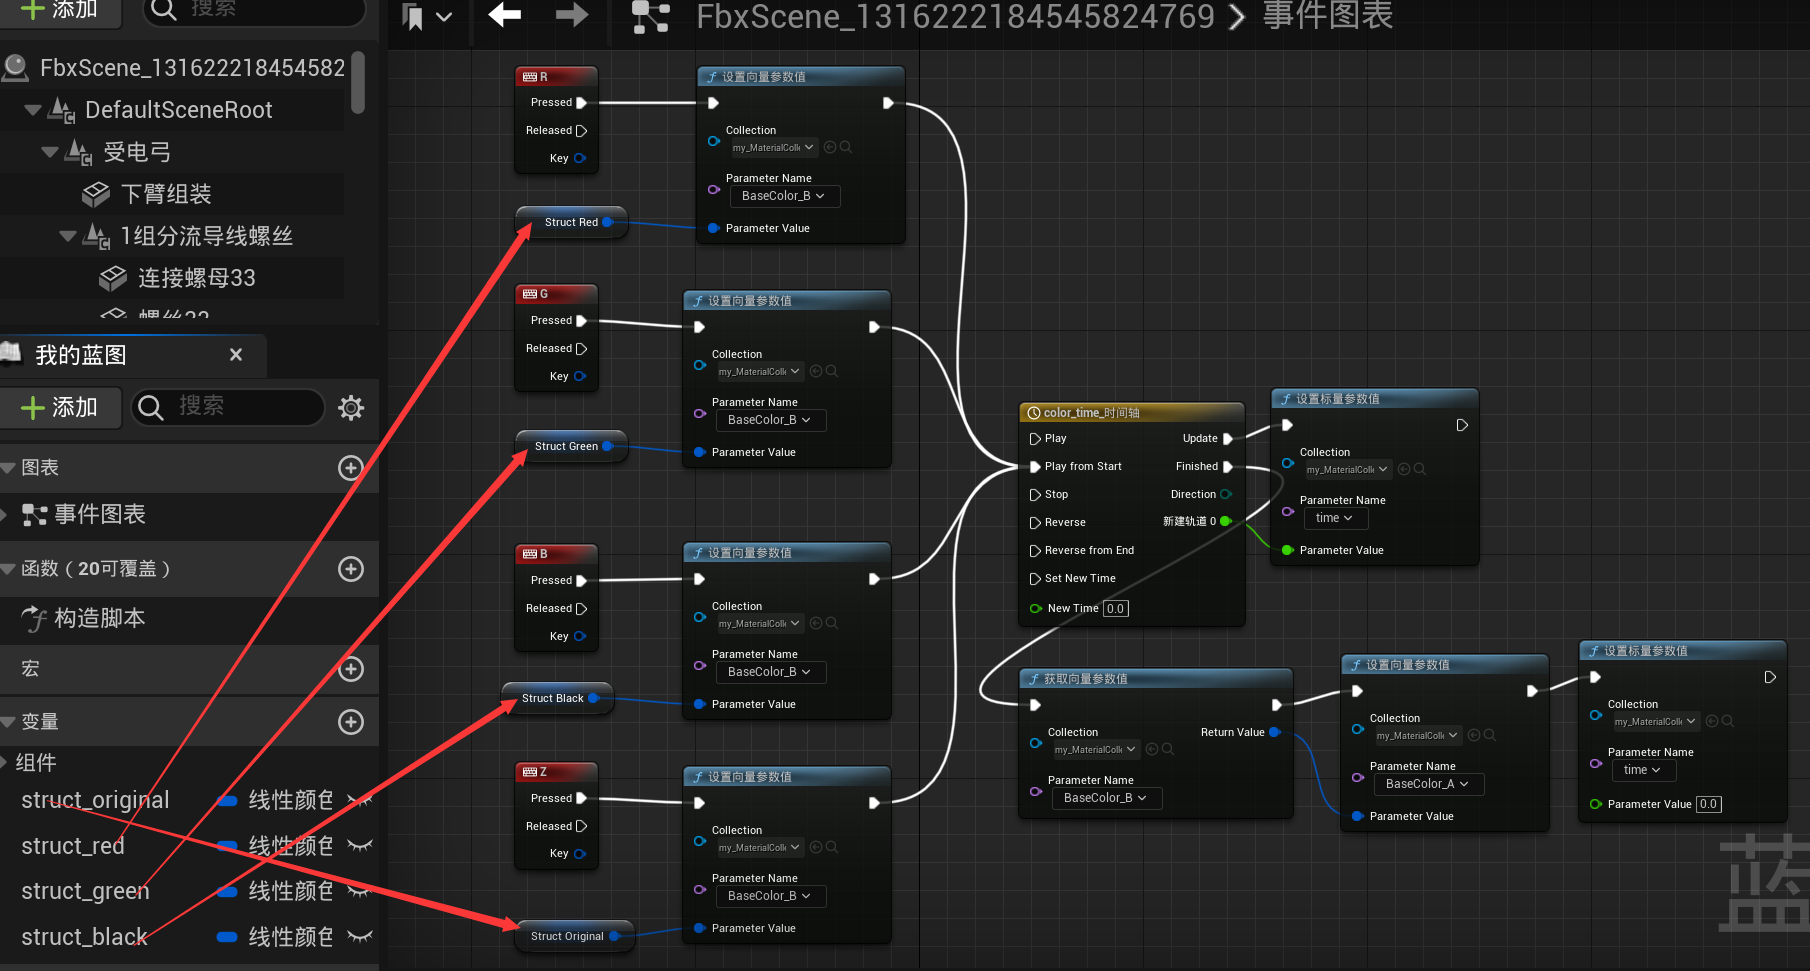 添加
搜索
FbxScene_131622218454582
DefaultSceneRoot
受电弓
下臂组装
1组分流导线螺丝
连接螺母33
我的蓝图
添加
搜索
图表
事件图表
函数（20可覆盖）
构造脚本
宏
变量
组件
struct_original 线性颜色
struct_red 线性颜色
struct_green 线性颜色
struct_black 线性颜色
FbxScene_1316222184545824769 > 事件图表
R
Pressed
Released
Key
Struct Red
设置向量参数值
Collection
my_MaterialColl
Parameter Name
BaseColor_B
Parameter Value
G
Pressed
Released
Key
Struct Green
设置向量参数值
Collection
my_MaterialColl
Parameter Name
BaseColor_B
Parameter Value
B
Pressed
Released
Key
Struct Black
设置向量参数值
Collection
my_MaterialColl
Parameter Name
BaseColor_B
Parameter Value
Z
Pressed
Released
Key
Struct Original
设置向量参数值
Collection
my_MaterialColl
Parameter Name
BaseColor_B
Parameter Value
color_time_时间轴
Play Update
Play from Start Finished
Stop Direction
Reverse 新建轨道 0
Reverse from End
Set New Time
New Time 0.0
设置标量参数值
Collection
my_MaterialColl
Parameter Name
time
Parameter Value
获取向量参数值
Collection Return Value
my_MaterialColl
Parameter Name
BaseColor_B
设置向量参数值
Collection
my_MaterialColl
Parameter Name
BaseColor_A
Parameter Value
设置标量参数值
Collection
my_MaterialColl
Parameter Name
time
Parameter Value 0.0
蓝